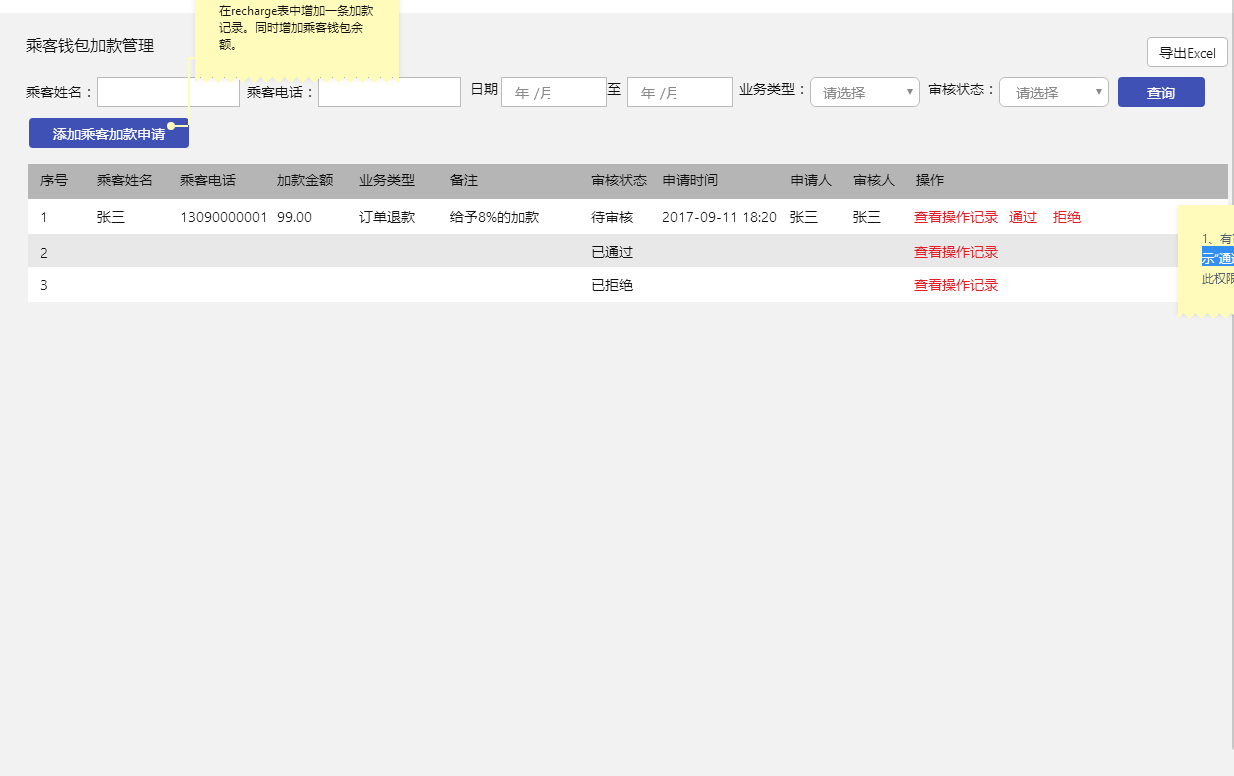 在recharge表中增加一条加款
记录。同时增加乘客钱包余
额。
乘客钱包加款管理
导出Excel
乘客姓名： 乘客电话： 日期 年 /月 至 年 /月 业务类型： 请选择 审核状态： 请选择 查询
添加乘客加款申请
序号 乘客姓名 乘客电话 加款金额 业务类型 备注 审核状态 申请时间 申请人 审核人 操作
1 张三 13090000001 99.00 订单退款 给予8%的加款 待审核 2017-09-11 18:20 张三 张三 查看操作记录 通过 拒绝
2 已通过 查看操作记录
3 已拒绝 查看操作记录
1、有
示“通
此权限